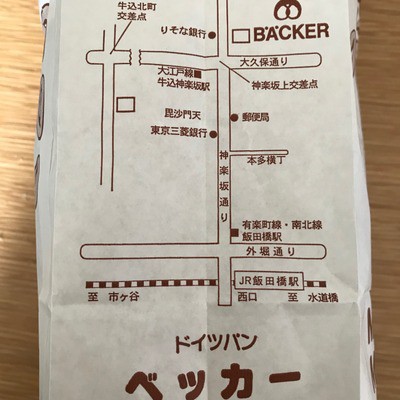 牛込北町
交差点
りそな銀行
BÄCKER
大久保通り
大江戸線
牛込神楽坂駅
神楽坂上交差点
毘沙門天
郵便局
東京三菱銀行
本多横丁
神楽坂通り
有楽町線・南北線
飯田橋駅
外堀通り
JR飯田橋駅
至 市ヶ谷
西口
至 水道橋
ドイツパン
ベッカー